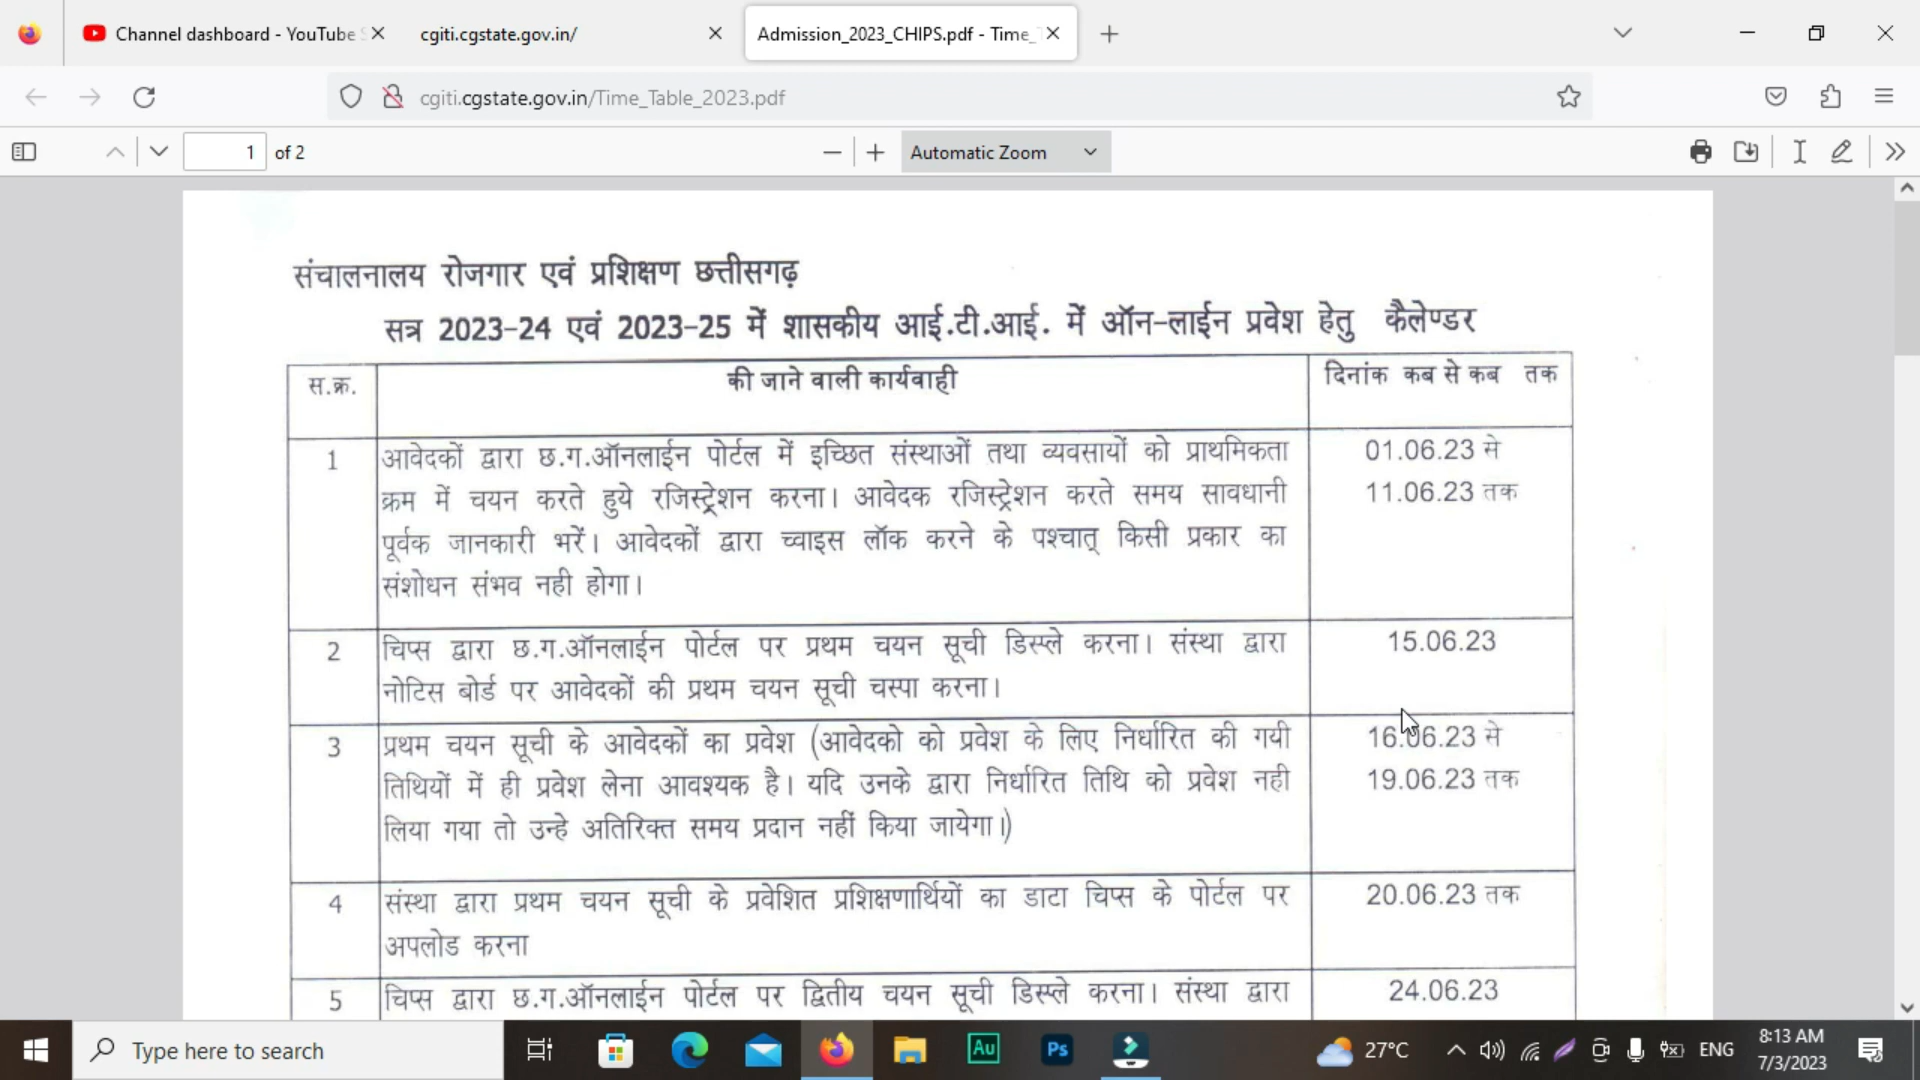 Channel dashboard - YouTube S
cgiti.cgstate.gov.in/
Admission_2023_CHIPS.pdf - Time_T
cgiti.cgstate.gov.in/Time_Table_2023.pdf
1 of 2
Automatic Zoom
संचालनालय रोजगार एवं प्रशिक्षण छत्तीसगढ़
सत्र 2023-24 एवं 2023-25 में शासकीय आई.टी.आई. में ऑन-लाईन प्रवेश हेतु कैलेण्डर
स.क्र. की जाने वाली कार्यवाही दिनांक कब से कब तक
1 आवेदकों द्वारा छ.ग.ऑनलाईन पोर्टल में इच्छित संस्थाओं तथा व्यवसायों को प्राथमिकता 01.06.23 से
क्रम में चयन करते हुये रजिस्ट्रेशन करना। आवेदक रजिस्ट्रेशन करते समय सावधानी 11.06.23 तक
पूर्वक जानकारी भरें। आवेदकों द्वारा च्वाइस लॉक करने के पश्चात् किसी प्रकार का
संशोधन संभव नही होगा।
2 चिप्स द्वारा छ.ग.ऑनलाईन पोर्टल पर प्रथम चयन सूची डिस्प्ले करना। संस्था द्वारा 15.06.23
नोटिस बोर्ड पर आवेदकों की प्रथम चयन सूची चस्पा करना।
3 प्रथम चयन सूची के आवेदकों का प्रवेश (आवेदको को प्रवेश के लिए निर्धारित की गयी 16.06.23 से
तिथियों में ही प्रवेश लेना आवश्यक है। यदि उनके द्वारा निर्धारित तिथि को प्रवेश नही 19.06.23 तक
लिया गया तो उन्हे अतिरिक्त समय प्रदान नहीं किया जायेगा।)
4 संस्था द्वारा प्रथम चयन सूची के प्रवेशित प्रशिक्षणार्थियों का डाटा चिप्स के पोर्टल पर 20.06.23 तक
अपलोड करना
5 चिप्स द्वारा छ.ग.ऑनलाईन पोर्टल पर द्वितीय चयन सूची डिस्प्ले करना। संस्था द्वारा 24.06.23
Type here to search
Au
Ps
27°C
ENG
8:13 AM
7/3/2023